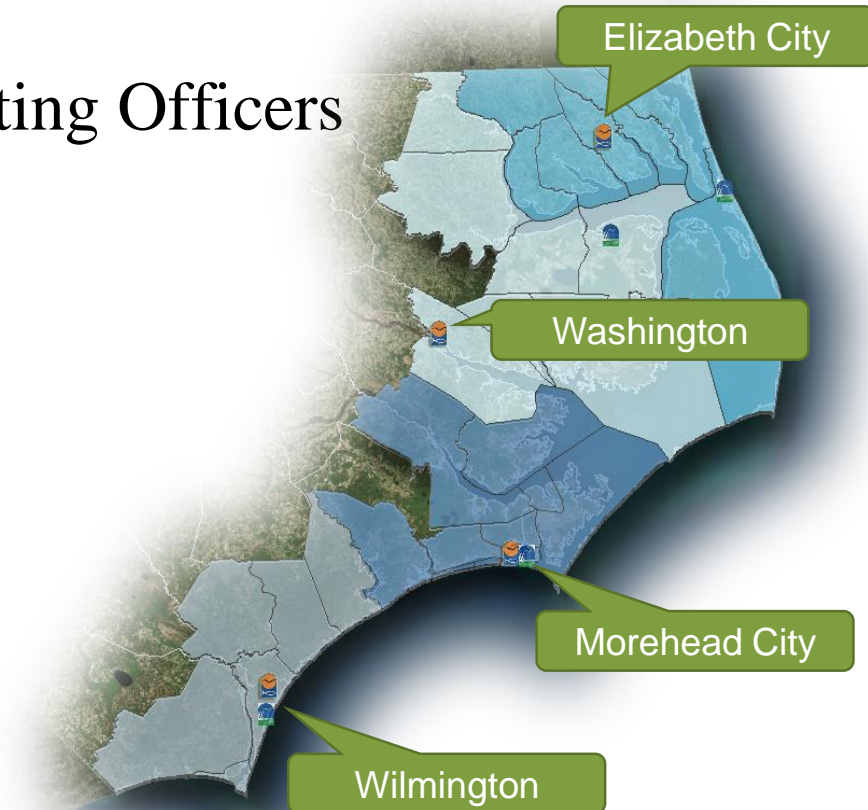 Elizabeth City
ting Officers
Washington
Morehead City
Wilmington